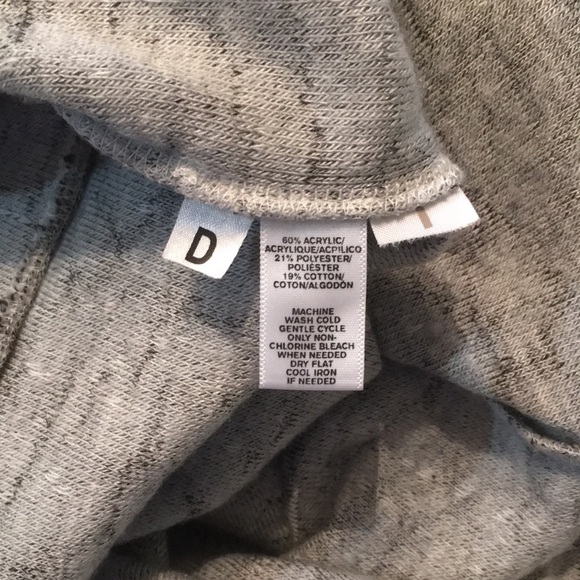 D
60% ACRYLIC/
ACRYLIQUE/ACPILICO
21% POLYESTER/
POLIÉSTER
19% COTTON/
COTON/ALGODÓN
MACHINE
WASH COLD
GENTLE CYCLE
ONLY NON-
CHLORINE BLEACH
WHEN NEEDED
DRY FLAT
COOL IRON
IF NEEDED